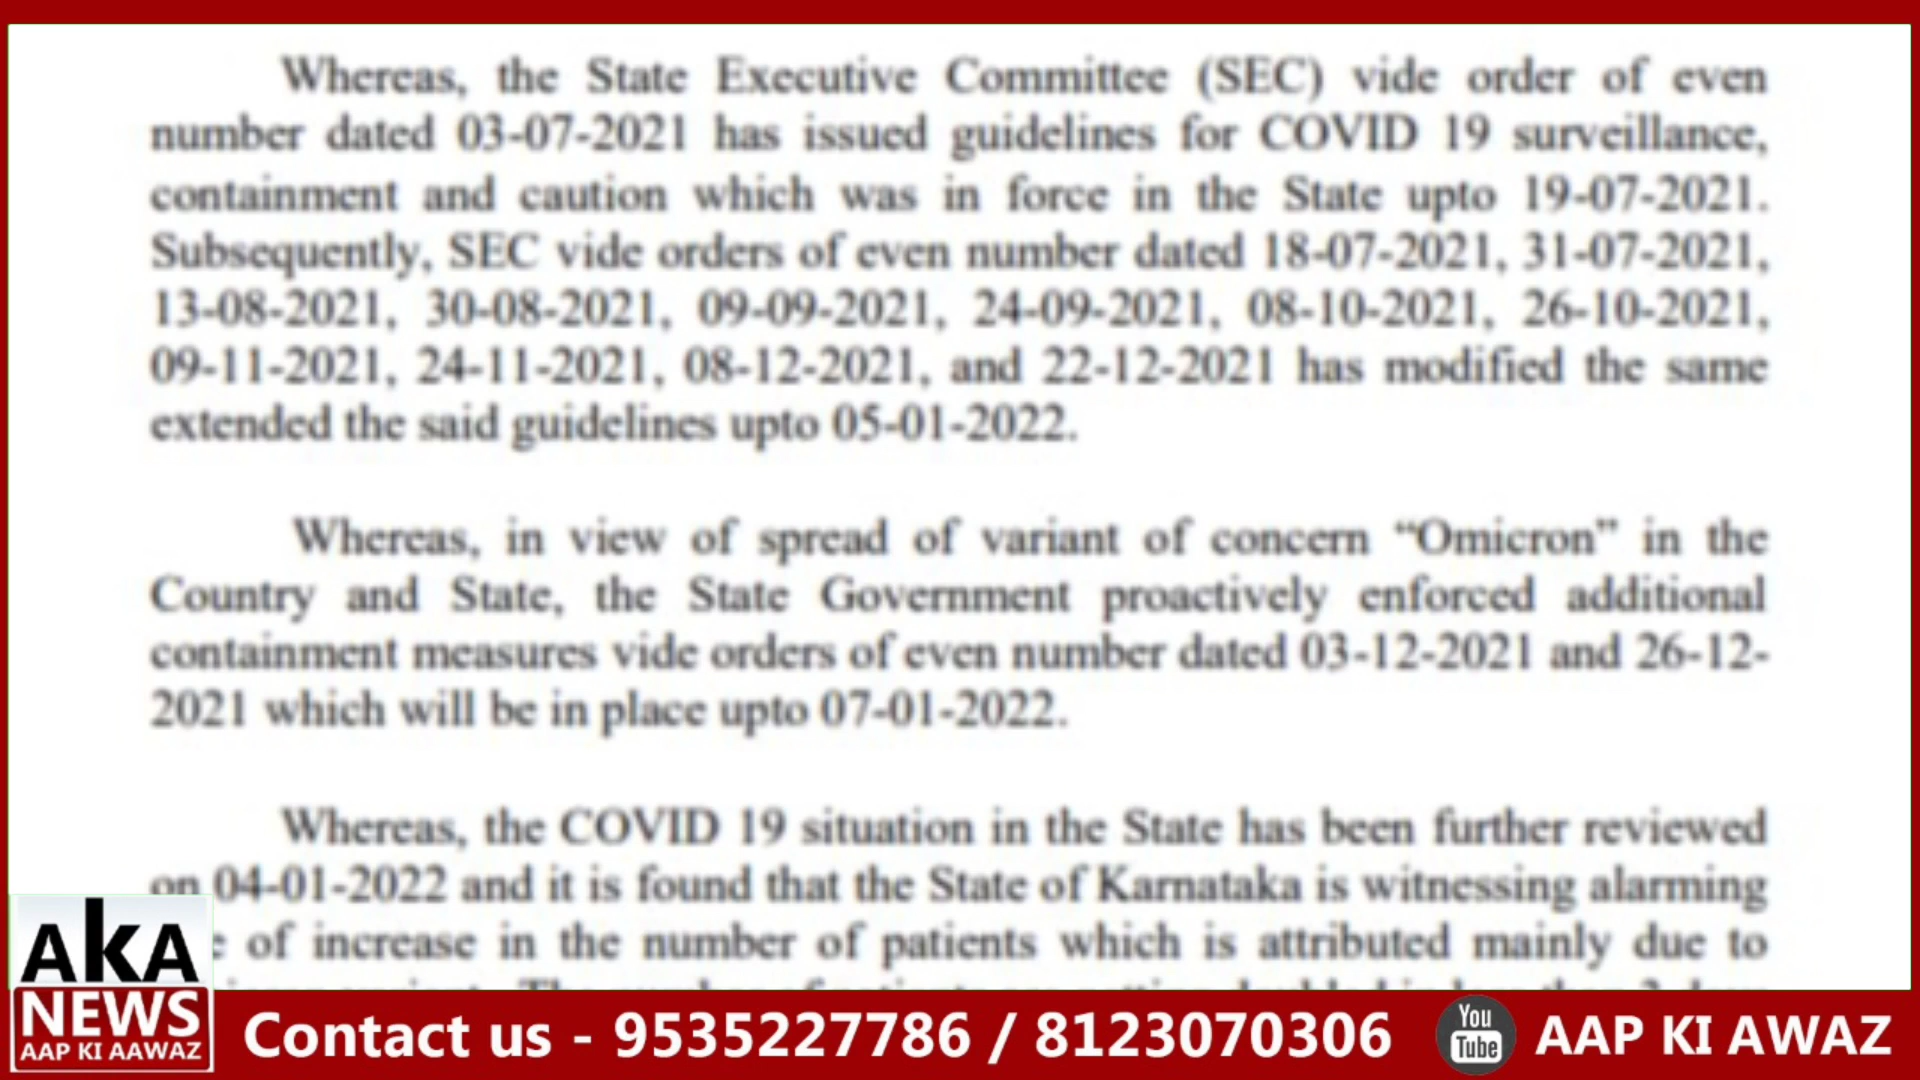 Whereas, the State Executive Committee (SEC) vide order of even
number dated 03-07-2021 has issued guidelines for COVID 19 surveillance,
containment and caution which was in force in the State upto 19-07-2021.
Subsequently, SEC vide orders of even number dated 18-07-2021, 31-07-2021,
13-08-2021, 30-08-2021, 09-09-2021, 24-09-2021, 08-10-2021, 26-10-2021,
09-11-2021, 24-11-2021, 08-12-2021, and 22-12-2021 has modified the same
extended the said guidelines upto 05-01-2022.
Whereas, in view of spread of variant of concern “Omicron” in the
Country and State, the State Government proactively enforced additional
containment measures vide orders of even number dated 03-12-2021 and 26-12-
2021 which will be in place upto 07-01-2022.
Whereas, the COVID 19 situation in the State has been further reviewed
on 04-01-2022 and it is found that the State of Karnataka is witnessing alarming
of increase in the number of patients which is attributed mainly due to
AKA
NEWS
AAP KI AAWAZ
Contact us - 9535227786 / 8123070306
You
Tube
AAP KI AWAZ